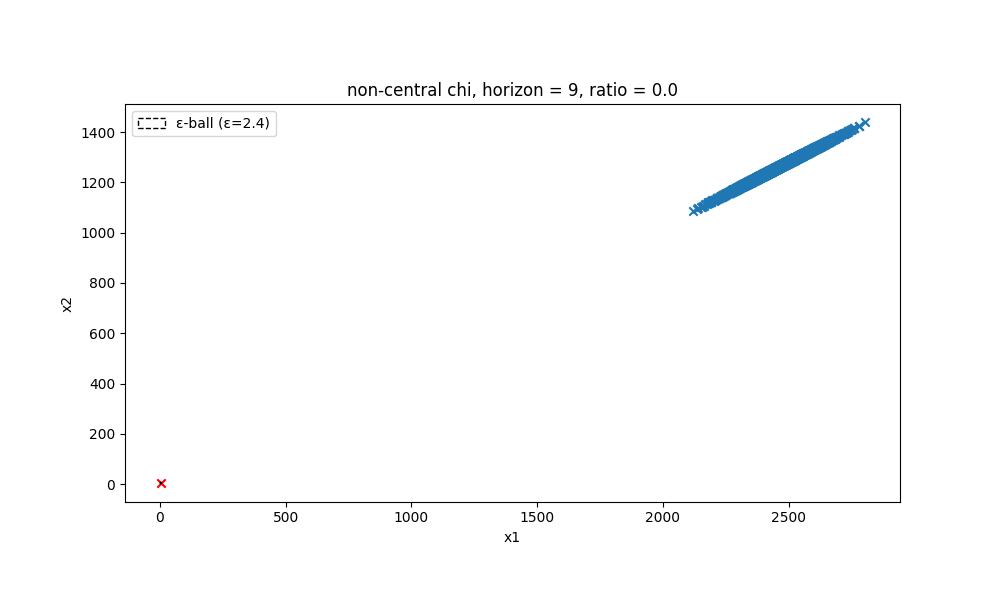 non-central chi, horizon = 9, ratio = 0.0
ε-ball (ε=2.4)
1400
1200
1000
800
600
400
200
0
x2
0 500 1000 1500 2000 2500
x1